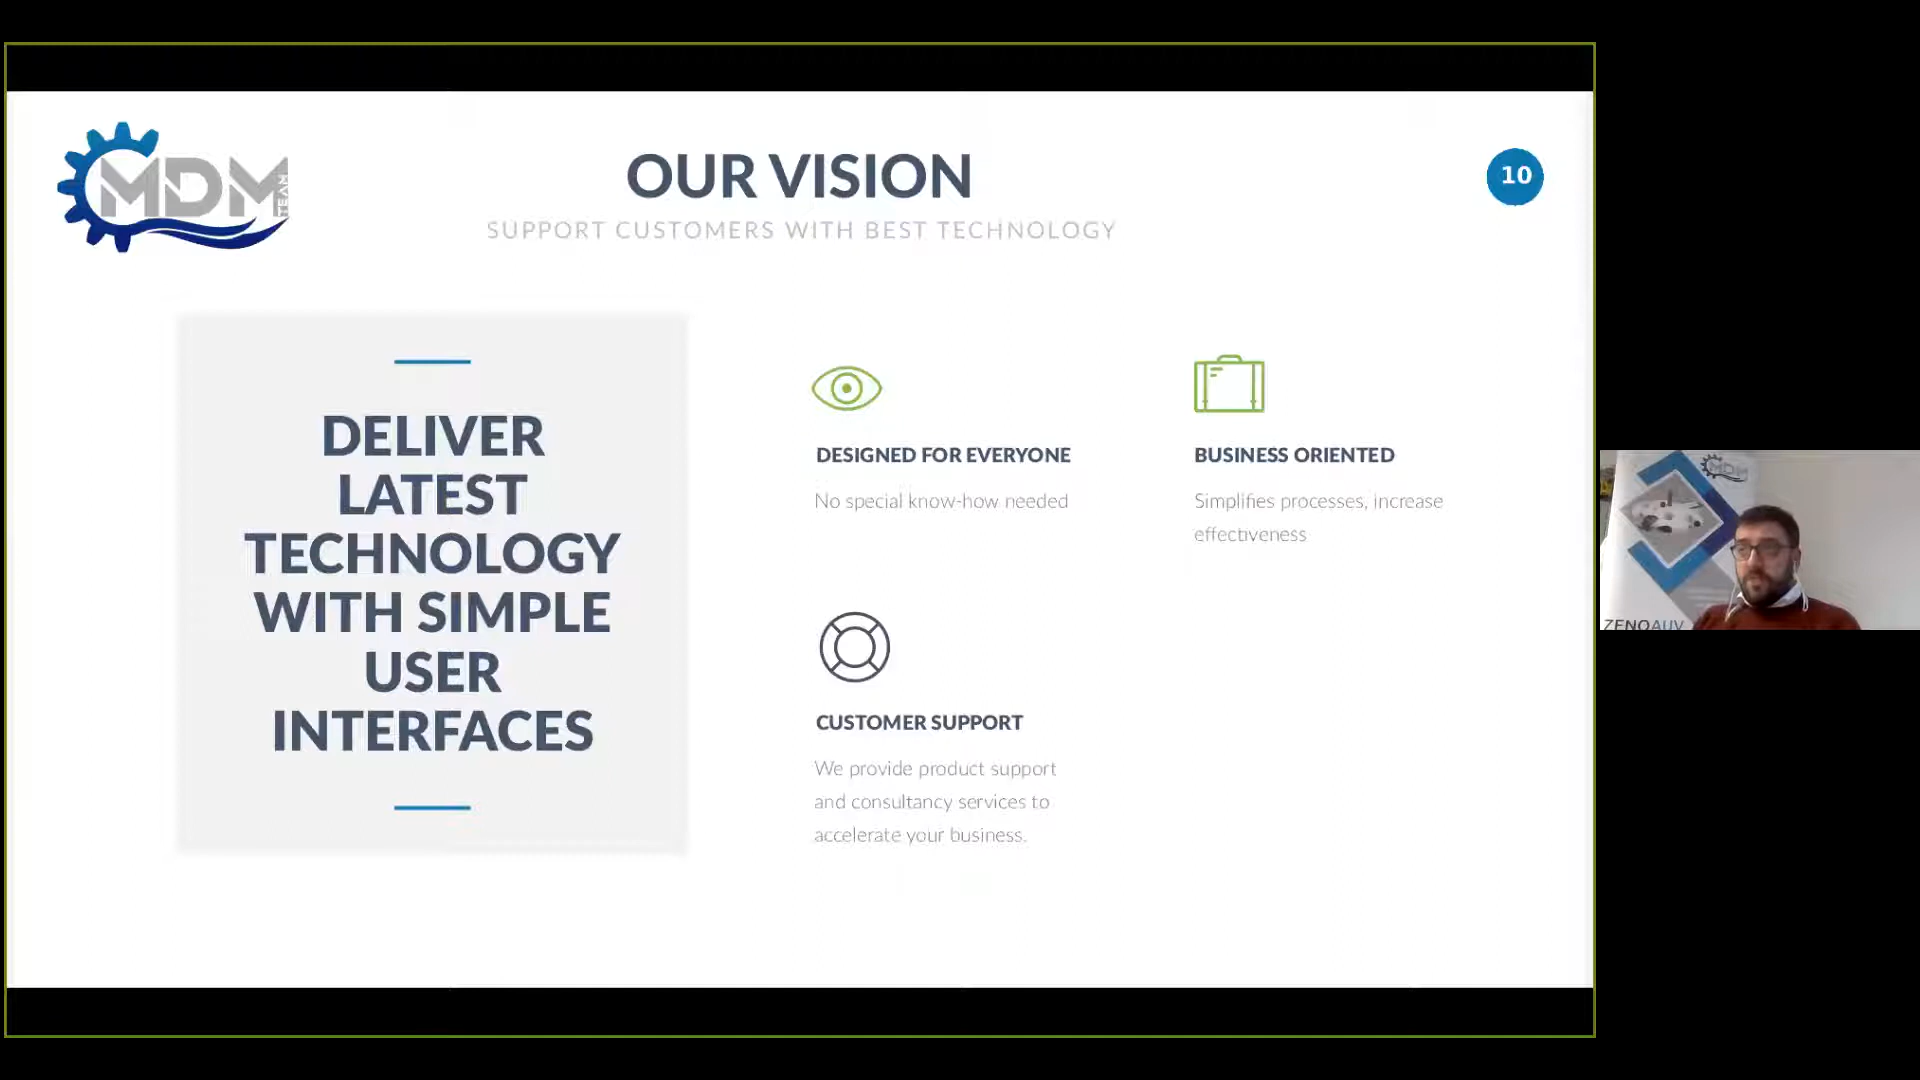 MDM
TEAM
OUR VISION
10
SUPPORT CUSTOMERS WITH BEST TECHNOLOGY
DELIVER
LATEST
TECHNOLOGY
WITH SIMPLE
USER
INTERFACES
DESIGNED FOR EVERYONE
No special know-how needed
BUSINESS ORIENTED
Simplifies processes, increase
effectiveness
CUSTOMER SUPPORT
We provide product support
and consultancy services to
accelerate your business.
MDM
ZENOAUV